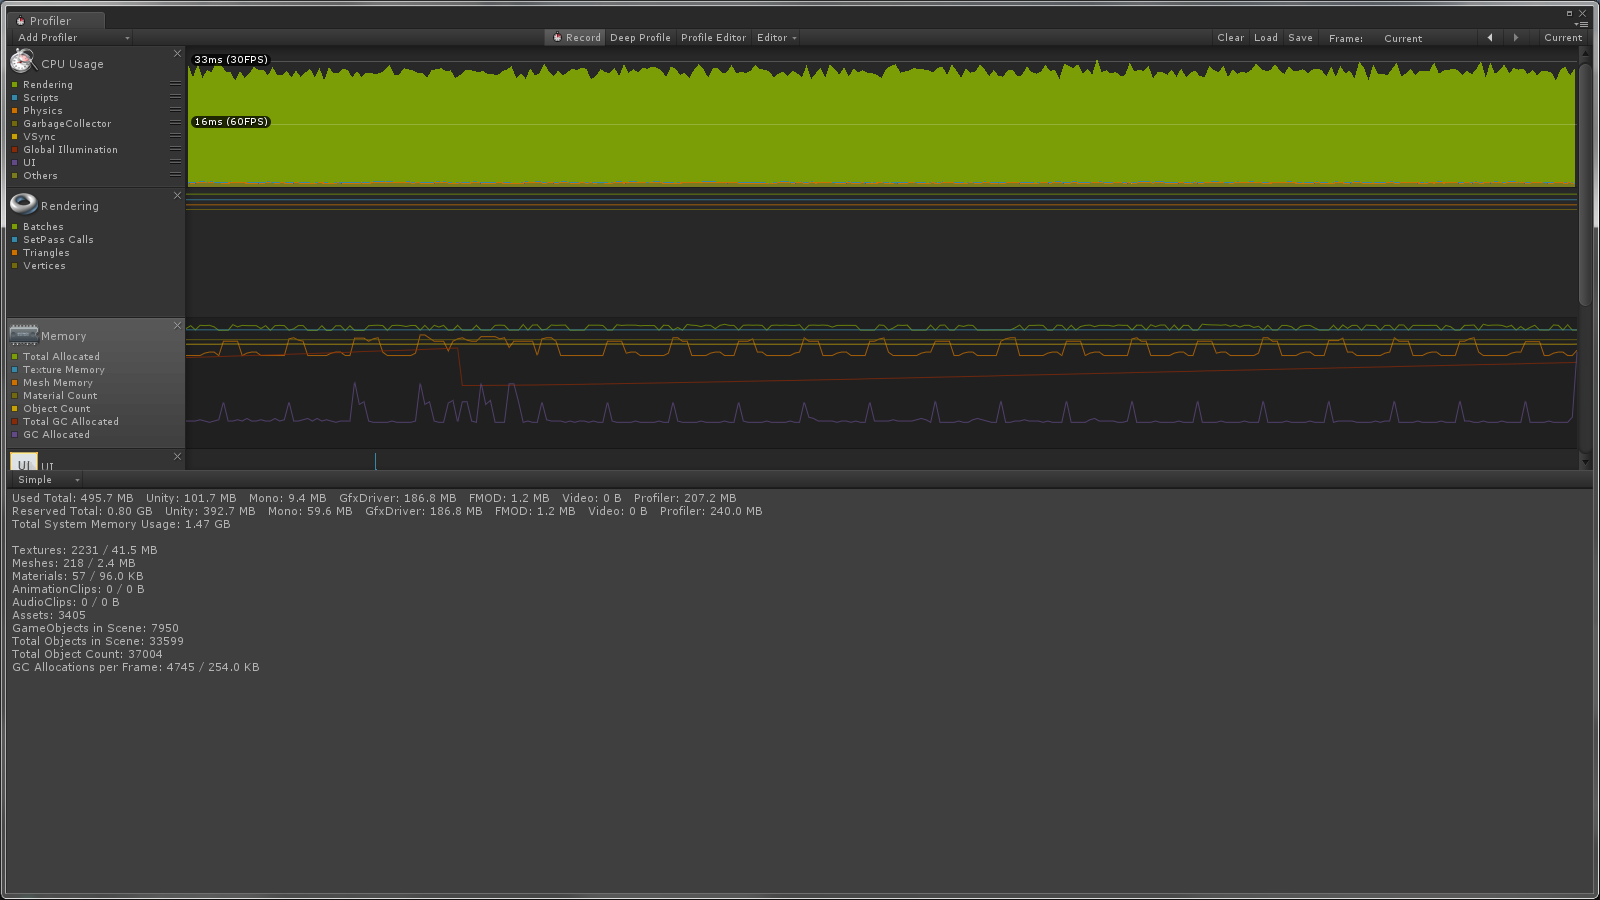 Profiler
Add Profiler Record Deep Profile Profile Editor Editor Clear Load Save Frame: Current Current
CPU Usage
Rendering
Scripts
Physics
GarbageCollector
VSync
Global Illumination
UI
Others
33ms (30FPS)
16ms (60FPS)
Rendering
Batches
SetPass Calls
Triangles
Vertices
Memory
Total Allocated
Texture Memory
Mesh Memory
Material Count
Object Count
Total GC Allocated
GC Allocated
UI UI
Simple
Used Total: 495.7 MB Unity: 101.7 MB Mono: 9.4 MB GfxDriver: 186.8 MB FMOD: 1.2 MB Video: 0 B Profiler: 207.2 MB
Reserved Total: 0.80 GB Unity: 392.7 MB Mono: 59.6 MB GfxDriver: 186.8 MB FMOD: 1.2 MB Video: 0 B Profiler: 240.0 MB
Total System Memory Usage: 1.47 GB
Textures: 2231 / 41.5 MB
Meshes: 218 / 2.4 MB
Materials: 57 / 96.0 KB
AnimationClips: 0 / 0 B
AudioClips: 0 / 0 B
Assets: 3405
GameObjects in Scene: 7950
Total Objects in Scene: 33599
Total Object Count: 37004
GC Allocations per Frame: 4745 / 254.0 KB